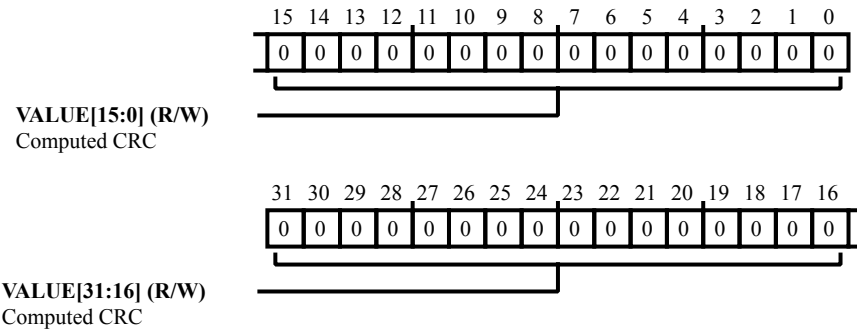 15 14 13 12 11 10 9 8 7 6 5 4 3 2 1 0
0 0 0 0 0 0 0 0 0 0 0 0 0 0 0 0
VALUE[15:0] (R/W)
Computed CRC
31 30 29 28 27 26 25 24 23 22 21 20 19 18 17 16
0 0 0 0 0 0 0 0 0 0 0 0 0 0 0 0
VALUE[31:16] (R/W)
Computed CRC